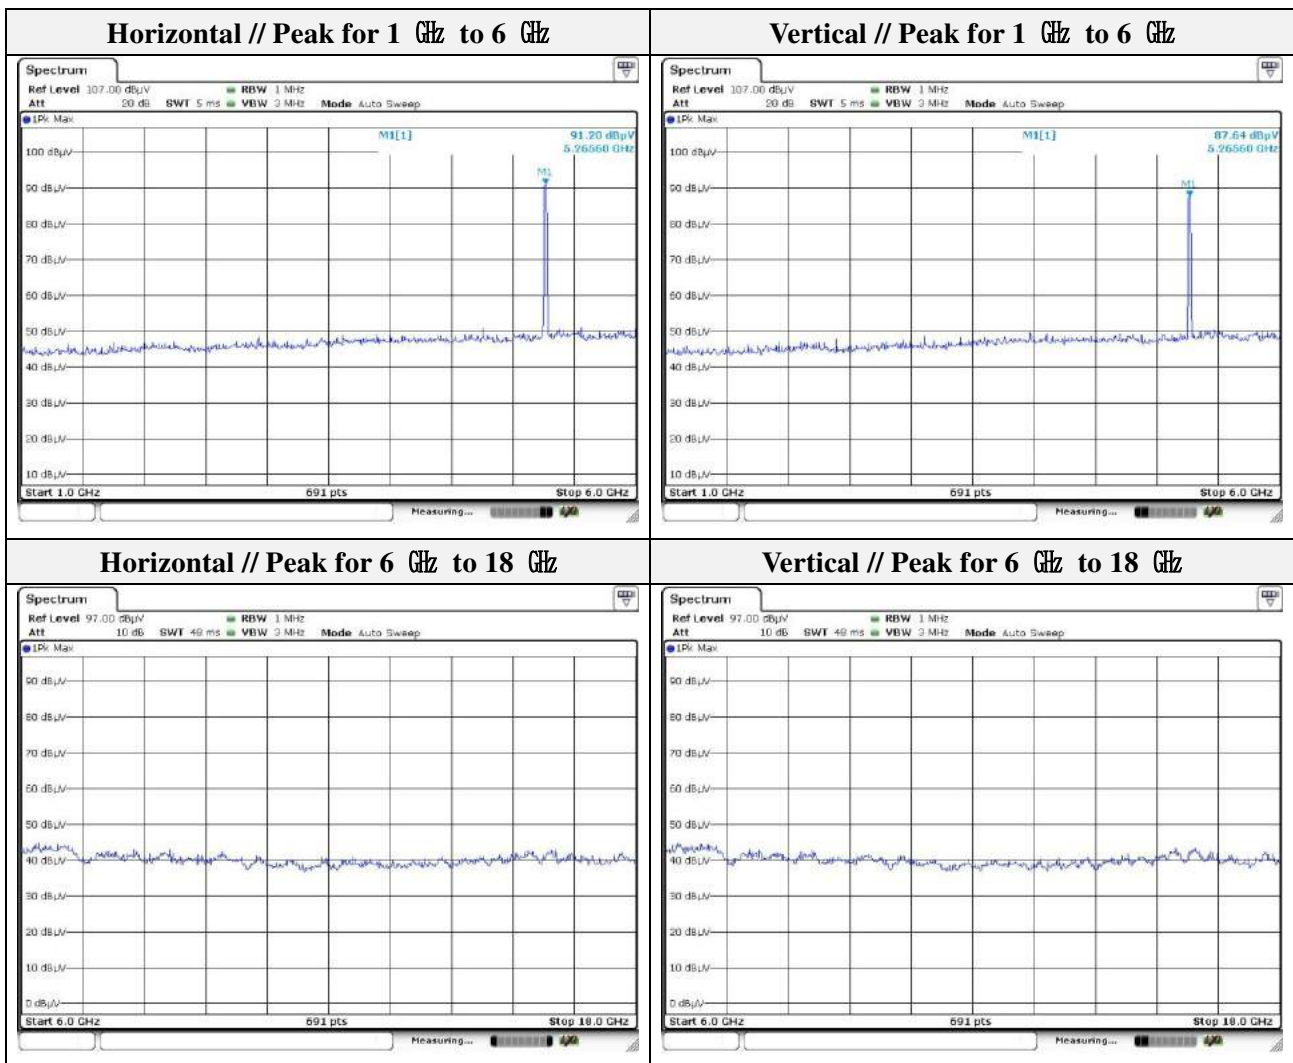 Horizontal // Peak for 1 ㎓ to 6 ㎓
Vertical // Peak for 1 ㎓ to 6 ㎓
Spectrum
Ref Level 107.00 dBµV RBW 1 MHz
Att 20 dB SWT 5 ms VBW 3 MHz Mode Auto Sweep
1Pk Max
M1[1] 91.20 dBµV
5.26560 GHz
M1
100 dBµV
90 dBµV
80 dBµV
70 dBµV
60 dBµV
50 dBµV
40 dBµV
30 dBµV
20 dBµV
10 dBµV
Start 1.0 GHz 691 pts Stop 6.0 GHz
Measuring...
Spectrum
Ref Level 107.00 dBµV RBW 1 MHz
Att 20 dB SWT 5 ms VBW 3 MHz Mode Auto Sweep
1Pk Max
M1[1] 87.64 dBµV
5.26560 GHz
M1
100 dBµV
90 dBµV
80 dBµV
70 dBµV
60 dBµV
50 dBµV
40 dBµV
30 dBµV
20 dBµV
10 dBµV
Start 1.0 GHz 691 pts Stop 6.0 GHz
Measuring...
Horizontal // Peak for 6 ㎓ to 18 ㎓
Vertical // Peak for 6 ㎓ to 18 ㎓
Spectrum
Ref Level 97.00 dBµV RBW 1 MHz
Att 10 dB SWT 48 ms VBW 3 MHz Mode Auto Sweep
1Pk Max
90 dBµV
80 dBµV
70 dBµV
60 dBµV
50 dBµV
40 dBµV
30 dBµV
20 dBµV
10 dBµV
0 dBµV
Start 6.0 GHz 691 pts Stop 18.0 GHz
Measuring...
Spectrum
Ref Level 97.00 dBµV RBW 1 MHz
Att 10 dB SWT 48 ms VBW 3 MHz Mode Auto Sweep
1Pk Max
90 dBµV
80 dBµV
70 dBµV
60 dBµV
50 dBµV
40 dBµV
30 dBµV
20 dBµV
10 dBµV
0 dBµV
Start 6.0 GHz 691 pts Stop 18.0 GHz
Measuring...